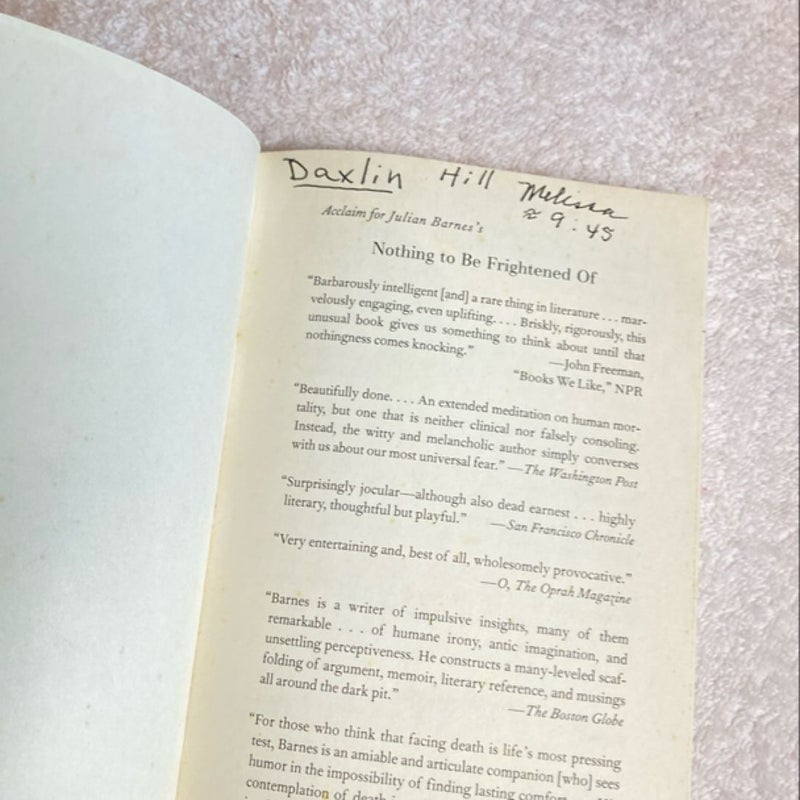 Daxlin Hill Melissa
≈ 9:45
Acclaim for Julian Barnes's
Nothing to Be Frightened Of
"Barbarously intelligent [and] a rare thing in literature . . . mar-
velously engaging, even uplifting. . . . Briskly, rigorously, this
unusual book gives us something to think about until that
nothingness comes knocking."
—John Freeman,
"Books We Like," NPR
"Beautifully done. . . . An extended meditation on human mor-
tality, but one that is neither clinical nor falsely consoling.
Instead, the witty and melancholic author simply converses
with us about our most universal fear." —The Washington Post
"Surprisingly jocular—although also dead earnest . . . highly
literary, thoughtful but playful." —San Francisco Chronicle
"Very entertaining and, best of all, wholesomely provocative."
—O, The Oprah Magazine
"Barnes is a writer of impulsive insights, many of them
remarkable . . . of humane irony, antic imagination, and
unsettling perceptiveness. He constructs a many-leveled scaf-
folding of argument, memoir, literary reference, and musings
all around the dark pit."
—The Boston Globe
"For those who think that facing death is life's most pressing
test, Barnes is an amiable and articulate companion [who] sees
humor in the impossibility of finding lasting
contemplation of death